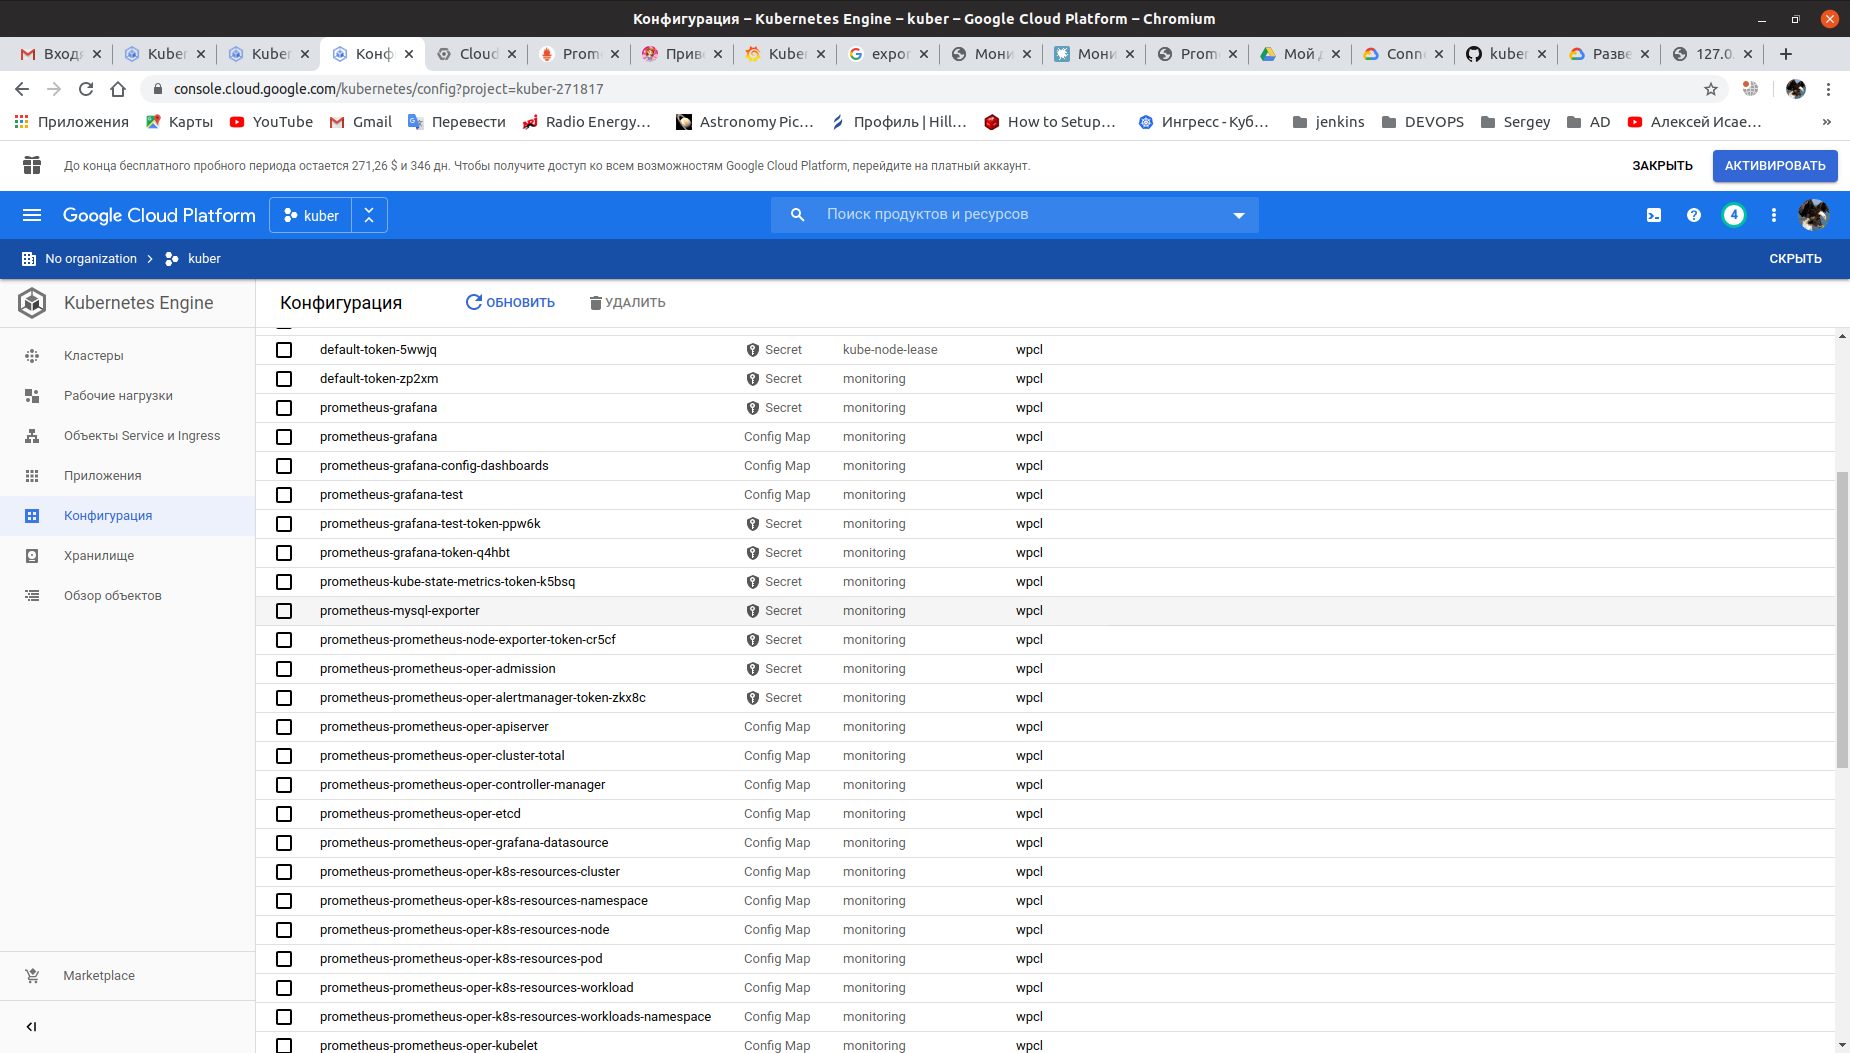 Конфигурация – Kubernetes Engine – kuber – Google Cloud Platform – Chromium
Входя
Kuber
Kuber
Конф
Cloud
Prom
Прив
Kuber
expor
Мони
Мони
Prom
Мой д
Conn
kuber
Разве
127.0.
console.cloud.google.com/kubernetes/config?project=kuber-271817
Приложения
Карты
YouTube
Gmail
Перевести
Radio Energy...
Astronomy Pic...
Профиль | Hill...
How to Setup...
Ингресс - Куб...
jenkins
DEVOPS
Sergey
AD
Алексей Исае...
»
До конца бесплатного пробного периода остается 271,26 $ и 346 дн. Чтобы получите доступ ко всем возможностям Google Cloud Platform, перейдите на платный аккаунт.
ЗАКРЫТЬ
АКТИВИРОВАТЬ
Google Cloud Platform
kuber
Поиск продуктов и ресурсов
4
No organization
kuber
СКРЫТЬ
Kubernetes Engine
Конфигурация
ОБНОВИТЬ
УДАЛИТЬ
Кластеры
Рабочие нагрузки
Объекты Service и Ingress
Приложения
Конфигурация
Хранилище
Обзор объектов
Marketplace
default-token-5wwjq Secret kube-node-lease wpcl
default-token-zp2xm Secret monitoring wpcl
prometheus-grafana Secret monitoring wpcl
prometheus-grafana Config Map monitoring wpcl
prometheus-grafana-config-dashboards Config Map monitoring wpcl
prometheus-grafana-test Config Map monitoring wpcl
prometheus-grafana-test-token-ppw6k Secret monitoring wpcl
prometheus-grafana-token-q4hbt Secret monitoring wpcl
prometheus-kube-state-metrics-token-k5bsq Secret monitoring wpcl
prometheus-mysql-exporter Secret monitoring wpcl
prometheus-prometheus-node-exporter-token-cr5cf Secret monitoring wpcl
prometheus-prometheus-oper-admission Secret monitoring wpcl
prometheus-prometheus-oper-alertmanager-token-zkx8c Secret monitoring wpcl
prometheus-prometheus-oper-apiserver Config Map monitoring wpcl
prometheus-prometheus-oper-cluster-total Config Map monitoring wpcl
prometheus-prometheus-oper-controller-manager Config Map monitoring wpcl
prometheus-prometheus-oper-etcd Config Map monitoring wpcl
prometheus-prometheus-oper-grafana-datasource Config Map monitoring wpcl
prometheus-prometheus-oper-k8s-resources-cluster Config Map monitoring wpcl
prometheus-prometheus-oper-k8s-resources-namespace Config Map monitoring wpcl
prometheus-prometheus-oper-k8s-resources-node Config Map monitoring wpcl
prometheus-prometheus-oper-k8s-resources-pod Config Map monitoring wpcl
prometheus-prometheus-oper-k8s-resources-workload Config Map monitoring wpcl
prometheus-prometheus-oper-k8s-resources-workloads-namespace Config Map monitoring wpcl
prometheus-prometheus-oper-kubelet Config Map monitoring wpcl